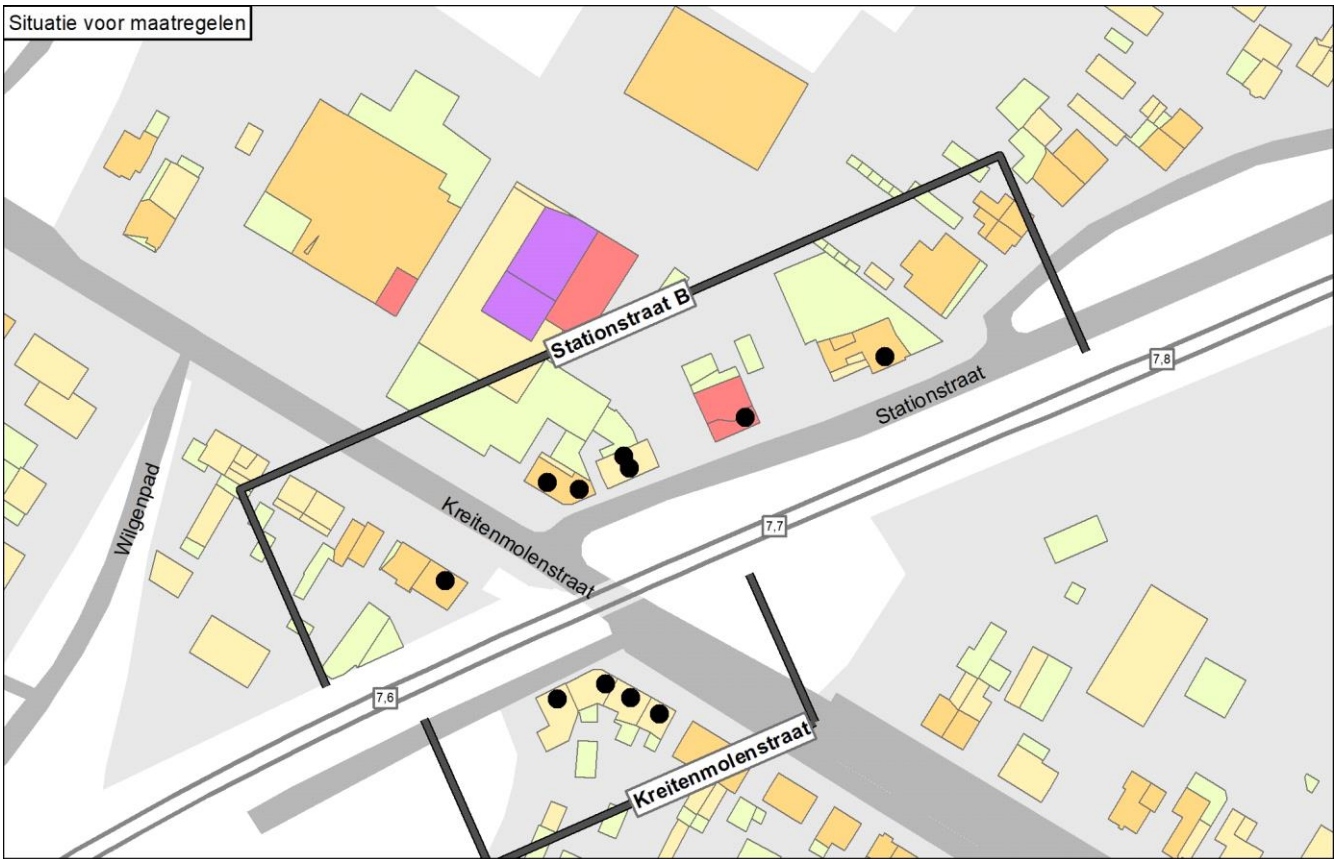 Situatie voor maatregelen
7,8
Stationstraat B
Stationstraat
Wilgenpad
Kreitenmolenstraat
7,7
7,6
Kreitenmolenstraat